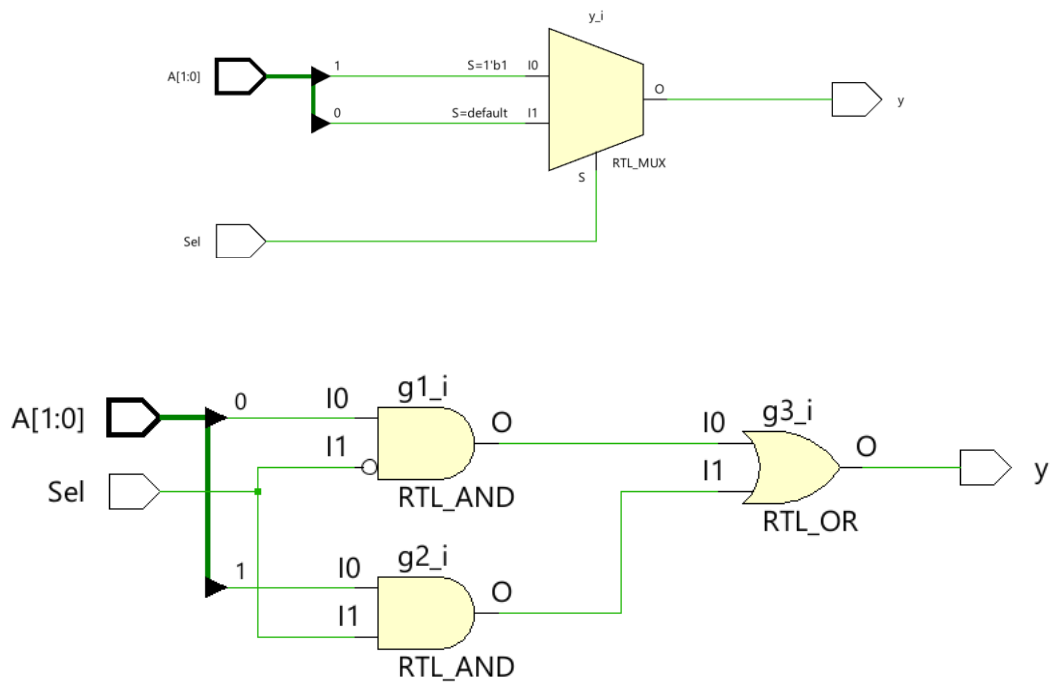 y_i
A[1:0]
1
S=1'b1
I0
O
y
0
S=default
I1
RTL_MUX
S
Sel
g1_i
A[1:0]
0
I0
O
I0
g3_i
I1
I1
O
Sel
RTL_AND
RTL_OR
y
g2_i
1
I0
O
I1
RTL_AND